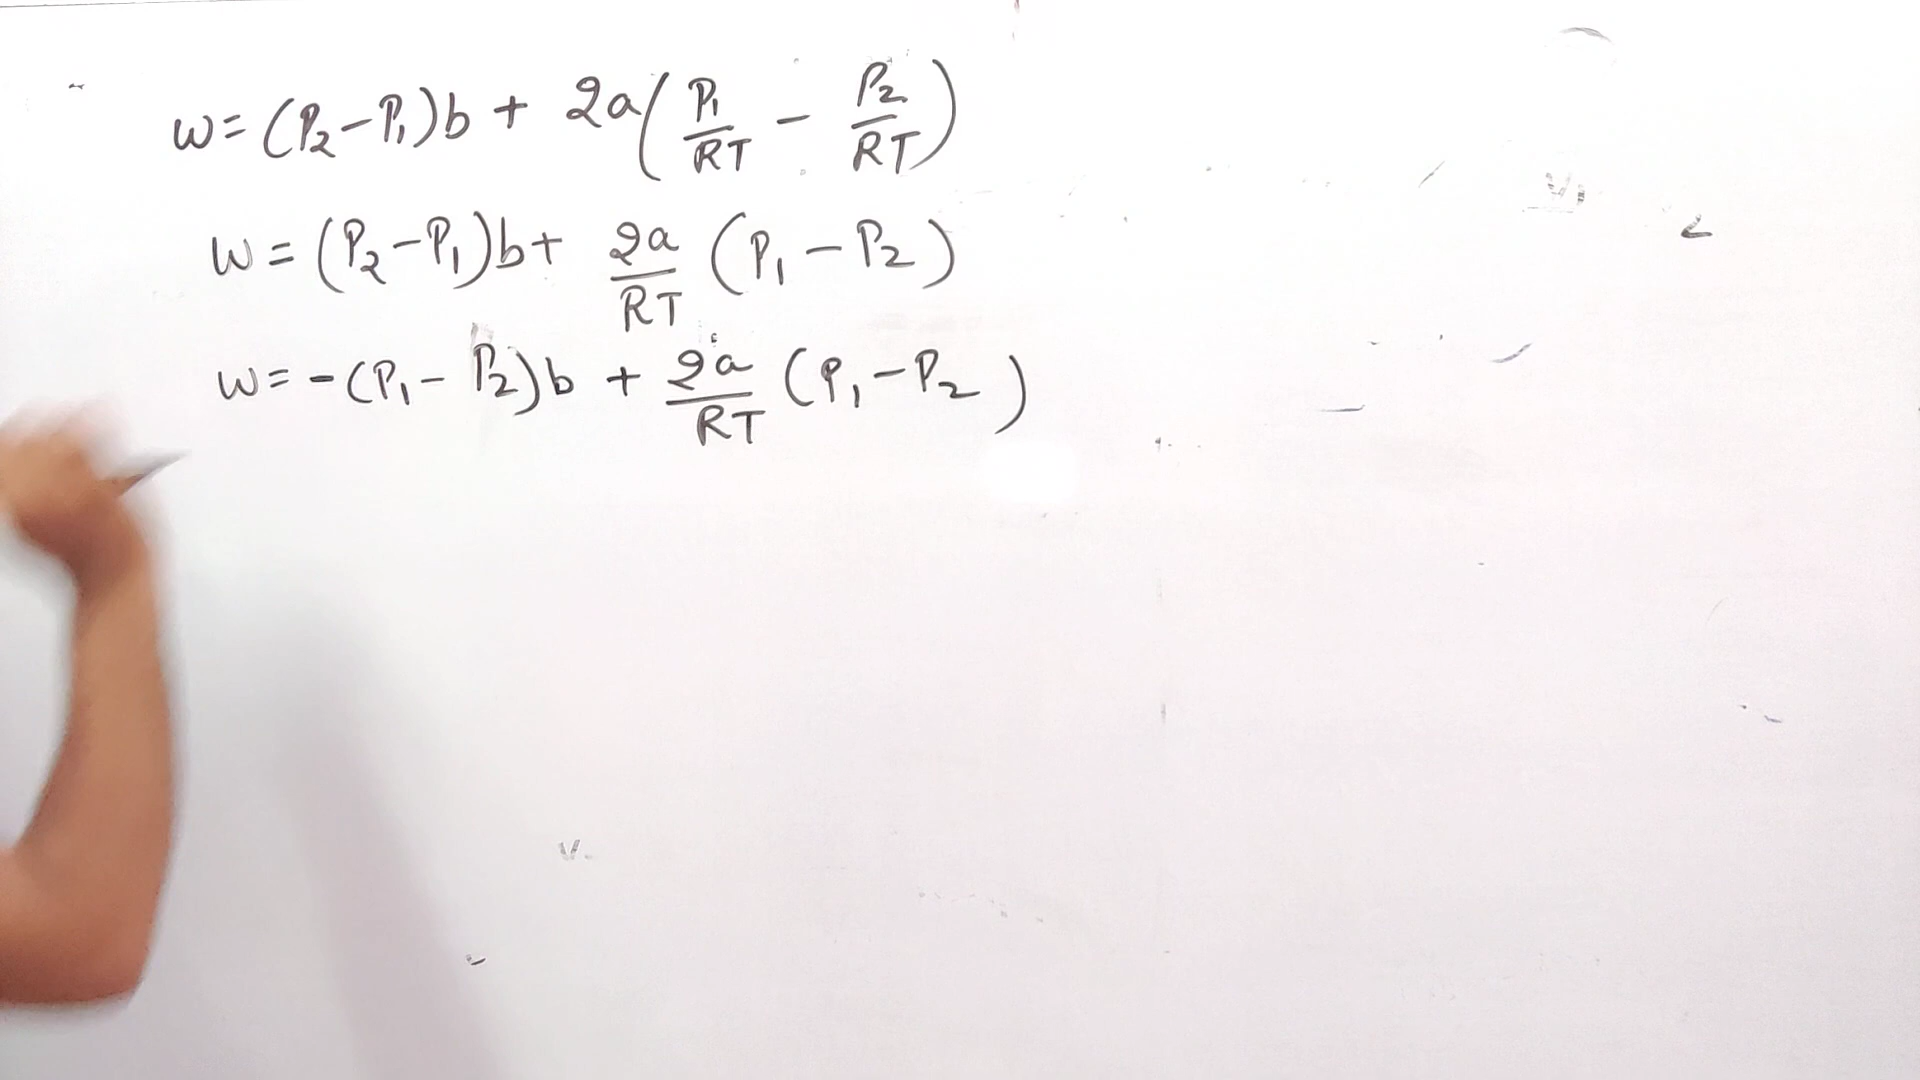 w = (P₂ - P₁)b + 2a(P₁/RT - P₂/RT)
w = (P₂ - P₁)b + 2a/RT (P₁ - P₂)
w = -(P₁ - P₂)b + 2a/RT (P₁ - P₂)